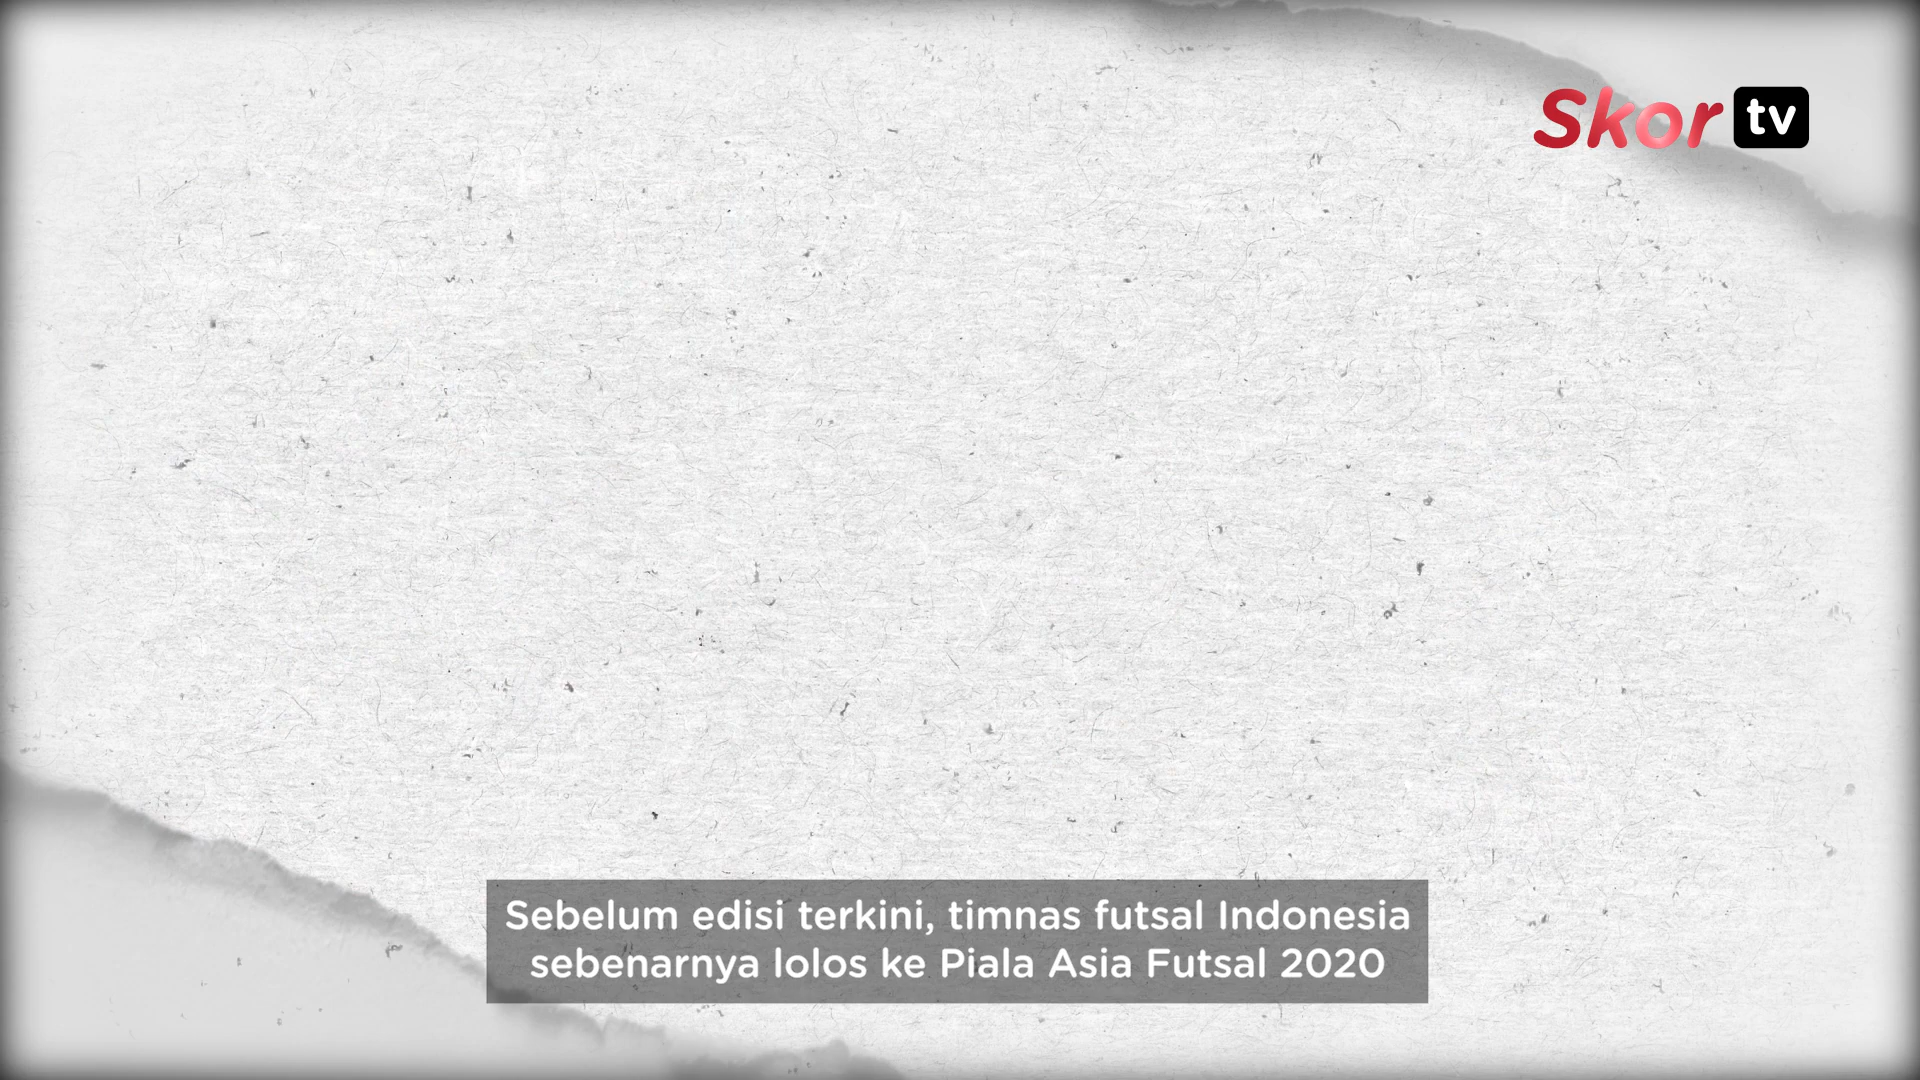 Skor tv
Sebelum edisi terkini, timnas futsal Indonesia
sebenarnya lolos ke Piala Asia Futsal 2020